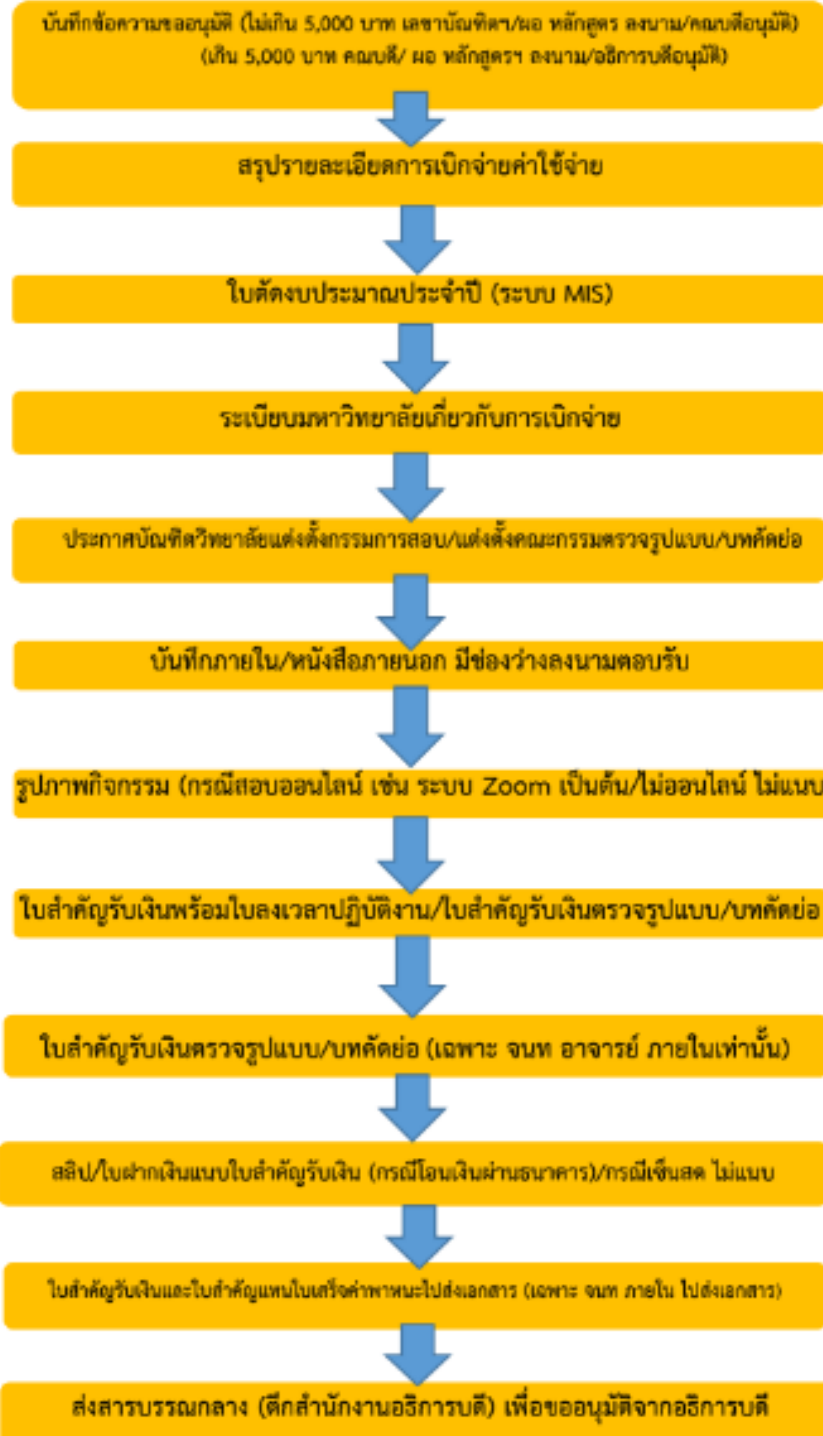 บันทึกข้อความขออนุมัติ (ไม่เกิน 5,000 บาท เลขาบัณฑิตฯ/ผอ หลักสูตร ลงนาม/คณบดีอนุมัติ)
(เกิน 5,000 บาท คณบดี/ ผอ หลักสูตรฯ ลงนาม/อธิการบดีอนุมัติ)
สรุปรายละเอียดการเบิกจ่ายค่าใช้จ่าย
ใบตัดงบประมาณประจำปี (ระบบ MIS)
ระเบียบมหาวิทยาลัยเกี่ยวกับการเบิกจ่าย
ประกาศบัณฑิตวิทยาลัยแต่งตั้งกรรมการสอบ/แต่งตั้งคณะกรรมตรวจรูปแบบ/บทคัดย่อ
บันทึกภายใน/หนังสือภายนอก มีช่องว่างลงนามตอบรับ
รูปภาพกิจกรรม (กรณีสอบออนไลน์ เช่น ระบบ Zoom เป็นต้น/ไม่ออนไลน์ ไม่แนบ
ใบสำคัญรับเงินพร้อมใบลงเวลาปฏิบัติงาน/ใบสำคัญรับเงินตรวจรูปแบบ/บทคัดย่อ
ใบสำคัญรับเงินตรวจรูปแบบ/บทคัดย่อ (เฉพาะ จนท อาจารย์ ภายในเท่านั้น)
สลิป/ใบฝากเงินแนบใบสำคัญรับเงิน (กรณีโอนเงินผ่านธนาคาร)/กรณีเซ็นสด ไม่แนบ
ใบสำคัญรับเงินและใบสำคัญแทนใบเสร็จค่าพาหนะไปส่งเอกสาร (เฉพาะ จนท ภายใน ไปส่งเอกสาร)
ส่งสารบรรณกลาง (ตึกสำนักงานอธิการบดี) เพื่อขออนุมัติจากอธิการบดี